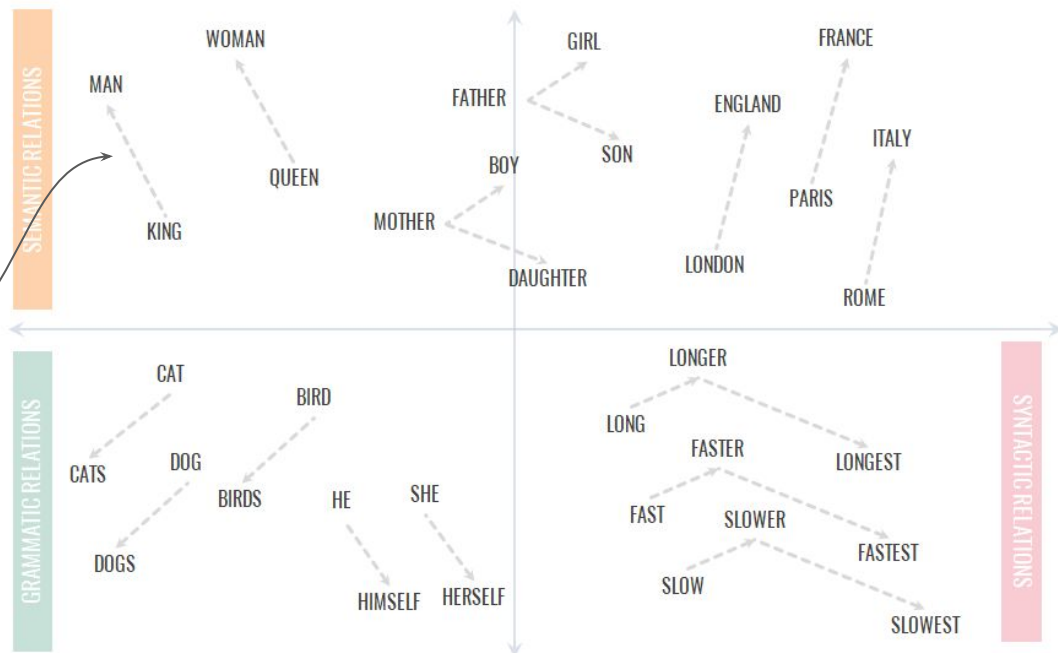 SEMANTIC RELATIONS
WOMAN
MAN
QUEEN
KING
GIRL
FATHER
SON
BOY
MOTHER
DAUGHTER
FRANCE
ENGLAND
ITALY
PARIS
LONDON
ROME
GRAMMATIC RELATIONS
CAT
BIRD
CATS
DOG
BIRDS
HE
SHE
DOGS
HIMSELF
HERSELF
LONGER
LONG
LONGEST
FASTER
FAST
SLOWER
FASTEST
SLOW
SLOWEST
SYNTACTIC RELATIONS